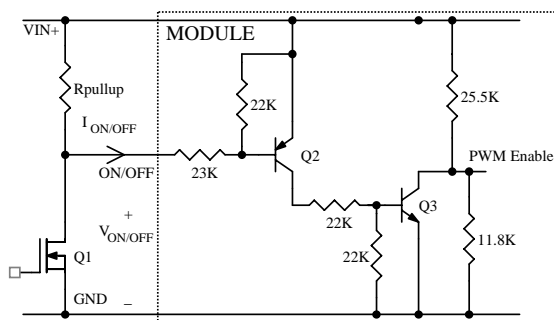 VIN+
MODULE
Rpullup
I ON/OFF
22K
25.5K
Q2
PWM Enable
ON/OFF
23K
+
22K
Q3
V ON/OFF
Q1
22K
11.8K
GND
_